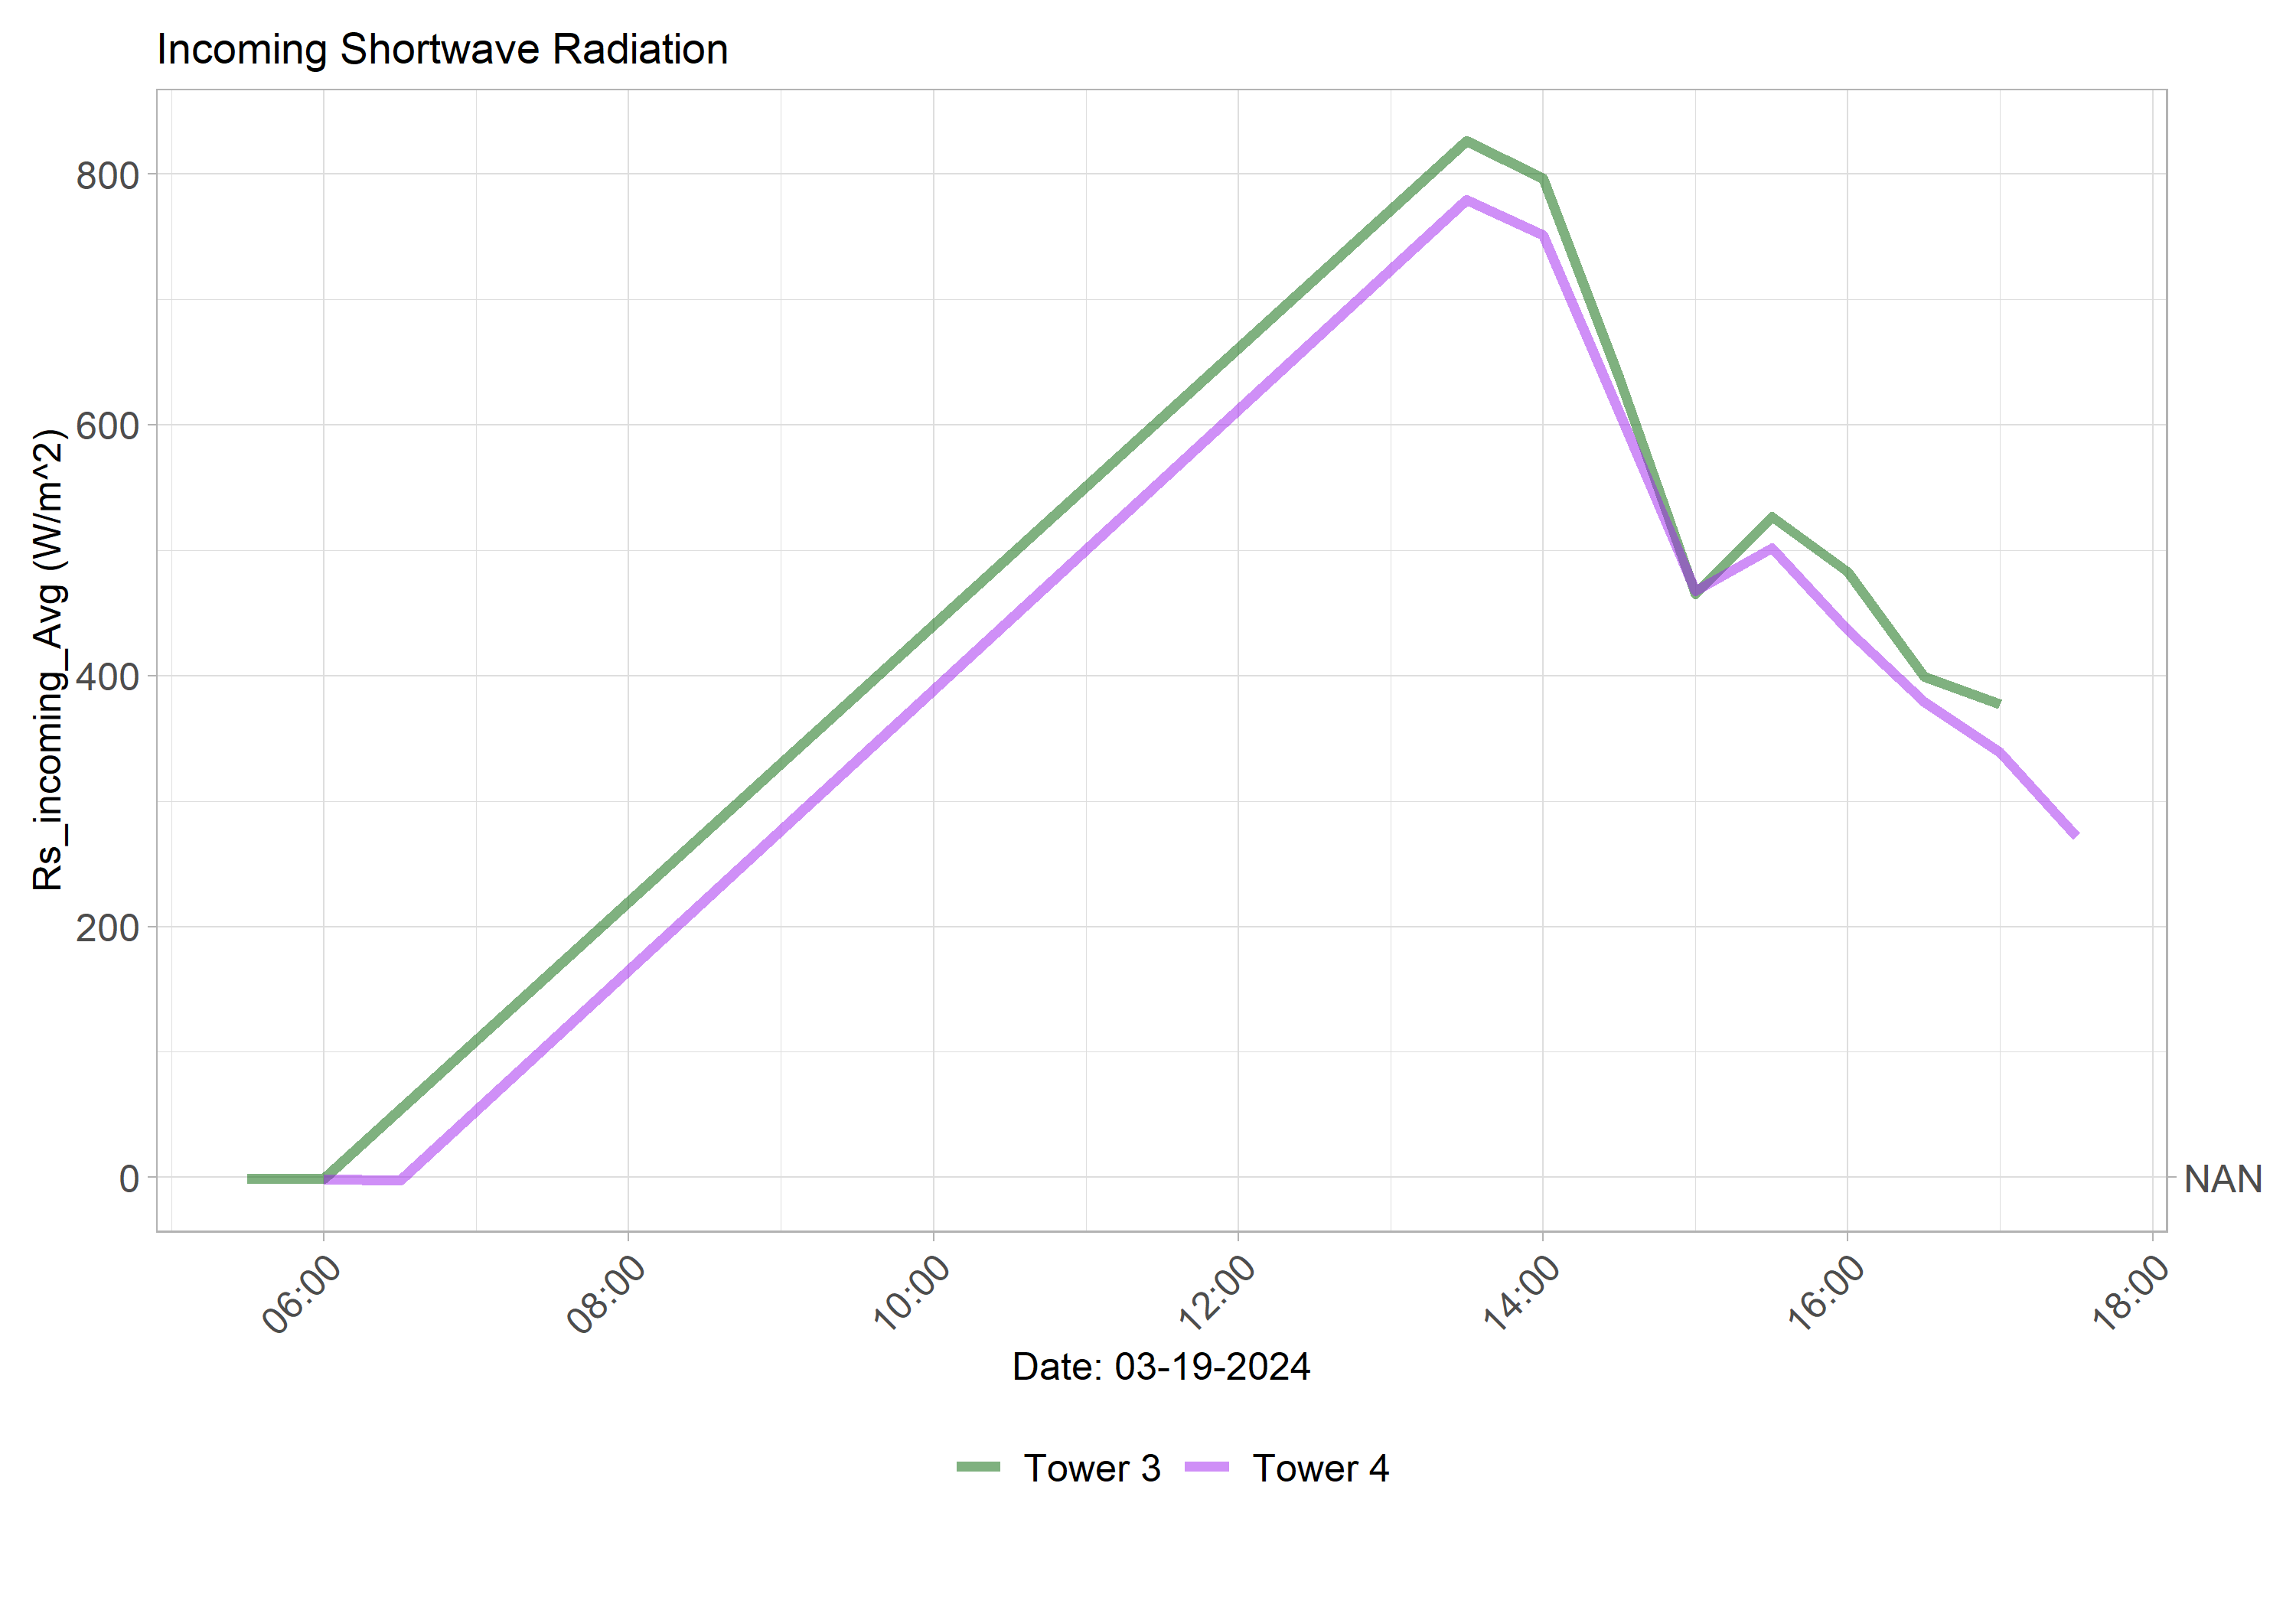 Incoming Shortwave Radiation
Rs_incoming_Avg (W/m^2)
800
600
400
200
0
NAN
06:00
08:00
10:00
12:00
14:00
16:00
18:00
Date: 03-19-2024
Tower 3
Tower 4